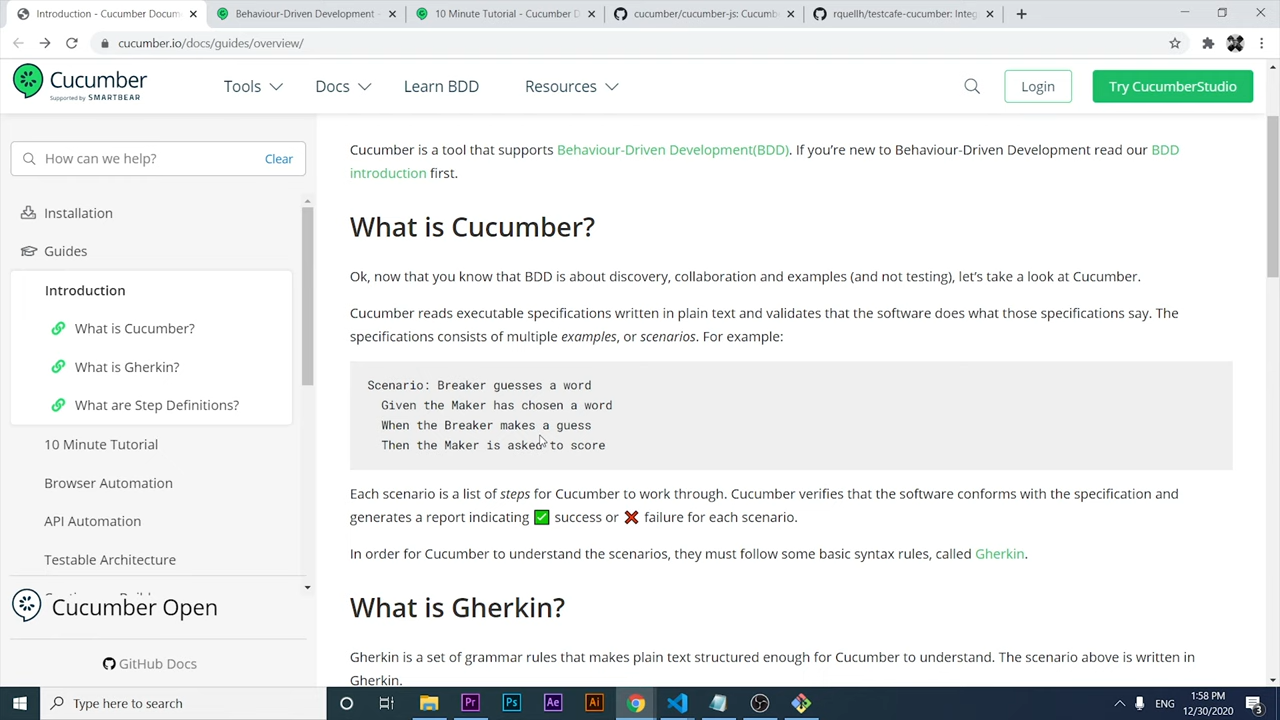 Introduction - Cucumber Docum
Behaviour-Driven Development -
10 Minute Tutorial - Cucumber D
cucumber/cucumber-js: Cucumb
rquellh/testcafe-cucumber: Integ
cucumber.io/docs/guides/overview/
Cucumber
Supported by SMARTBEAR
Tools
Docs
Learn BDD
Resources
Login
Try CucumberStudio
How can we help?
Clear
Installation
Guides
Introduction
What is Cucumber?
What is Gherkin?
What are Step Definitions?
10 Minute Tutorial
Browser Automation
API Automation
Testable Architecture
Cucumber Open
GitHub Docs
Cucumber is a tool that supports Behaviour-Driven Development(BDD). If you’re new to Behaviour-Driven Development read our BDD
introduction first.
What is Cucumber?
Ok, now that you know that BDD is about discovery, collaboration and examples (and not testing), let’s take a look at Cucumber.
Cucumber reads executable specifications written in plain text and validates that the software does what those specifications say. The
specifications consists of multiple examples, or scenarios. For example:
Scenario: Breaker guesses a word
Given the Maker has chosen a word
When the Breaker makes a guess
Then the Maker is asked to score
Each scenario is a list of steps for Cucumber to work through. Cucumber verifies that the software conforms with the specification and
generates a report indicating ✅ success or ❌ failure for each scenario.
In order for Cucumber to understand the scenarios, they must follow some basic syntax rules, called Gherkin.
What is Gherkin?
Gherkin is a set of grammar rules that makes plain text structured enough for Cucumber to understand. The scenario above is written in
Gherkin.
Type here to search
Pr
Ps
Ae
Ai
ENG
1:58 PM
12/30/2020
3